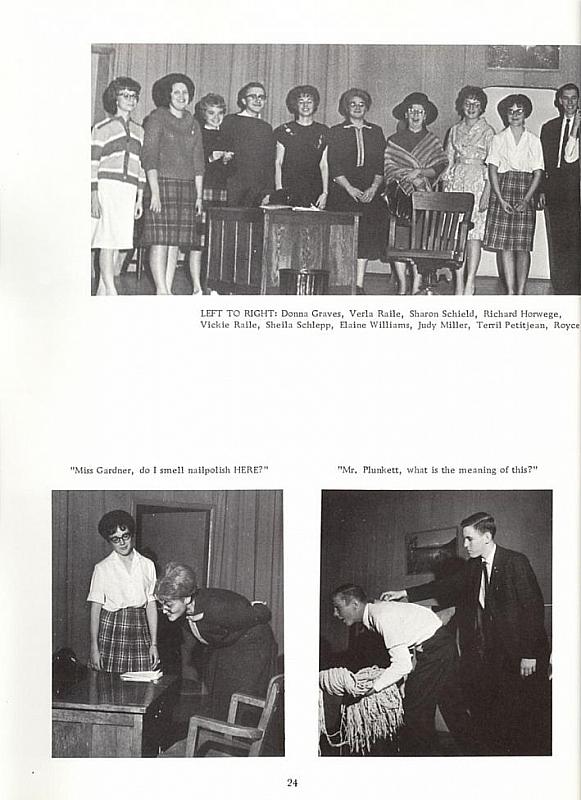 LEFT TO RIGHT: Donna Graves, Verla Raile, Sharon Schield, Richard Horwege,
Vickie Raile, Sheila Schlepp, Elaine Williams, Judy Miller, Terril Petitjean, Royce
"Miss Gardner, do I smell nailpolish HERE?"
"Mr. Plunkett, what is the meaning of this?"
24